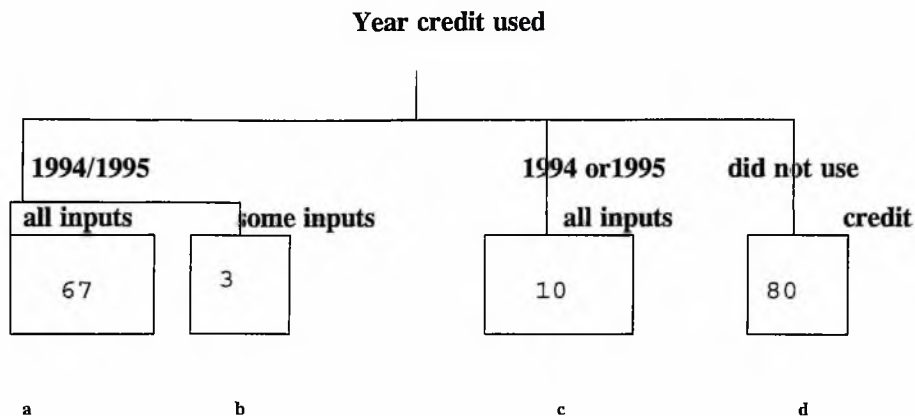 Year credit used
1994/1995 1994 or1995 did not use
all inputs some inputs all inputs credit
67 3 10 80
a b c d